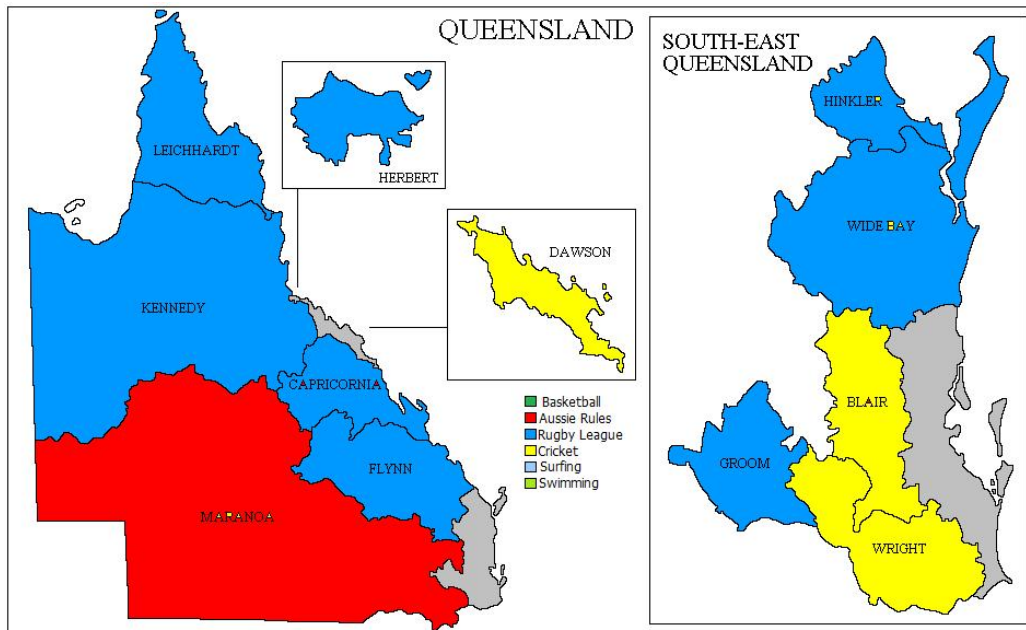 QUEENSLAND
LEICHHARDT
HERBERT
DAWSON
KENNEDY
CAPRICORNIA
FLYNN
MARANOA
Basketball
Aussie Rules
Rugby League
Cricket
Surfing
Swimming
SOUTH-EAST
QUEENSLAND
HINKLER
WIDE BAY
BLAIR
GROOM
WRIGHT